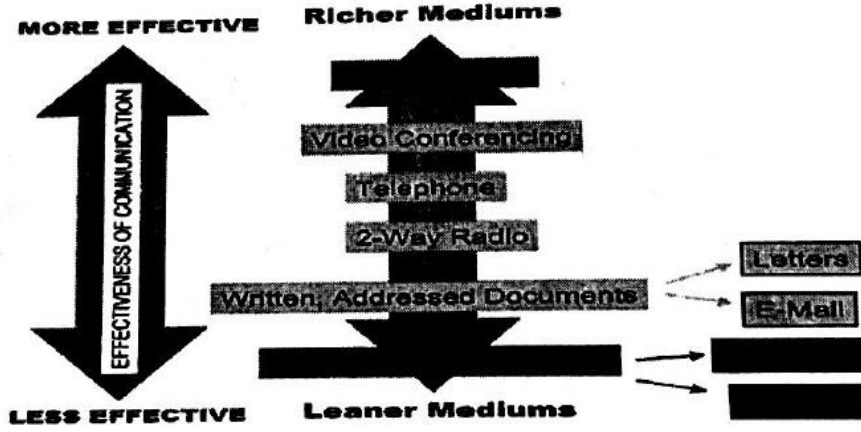 MORE EFFECTIVE
Richer Mediums
EFFECTIVENESS OF COMMUNICATION
Video Conferencing
Telephone
2-Way Radio
Written, Addressed Documents
Letters
E-Mail
LESS EFFECTIVE
Leaner Mediums